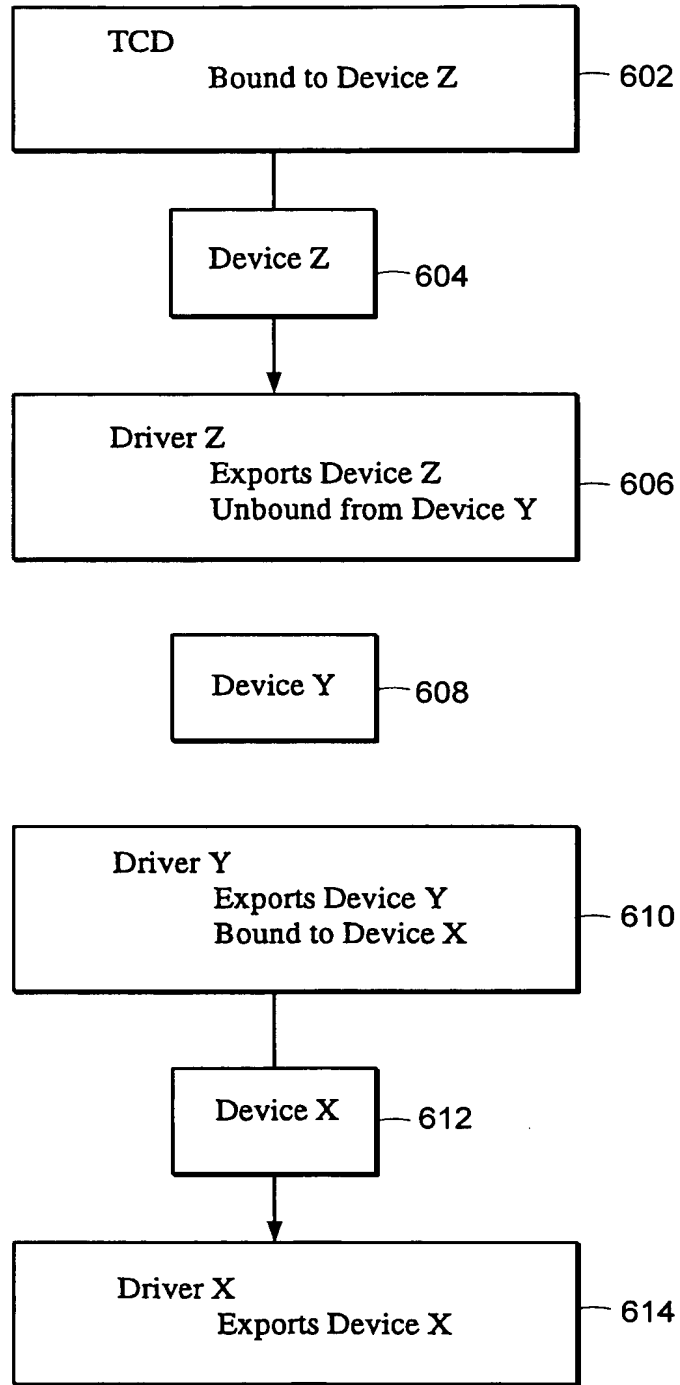 TCD
Bound to Device Z
602
Device Z
604
Driver Z
Exports Device Z
Unbound from Device Y
606
Device Y
608
Driver Y
Exports Device Y
Bound to Device X
610
Device X
612
Driver X
Exports Device X
614